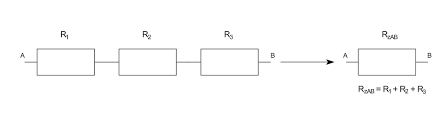 R1 R2 R3 RzAB
A B A B
RzAB = R1 + R2 + R3